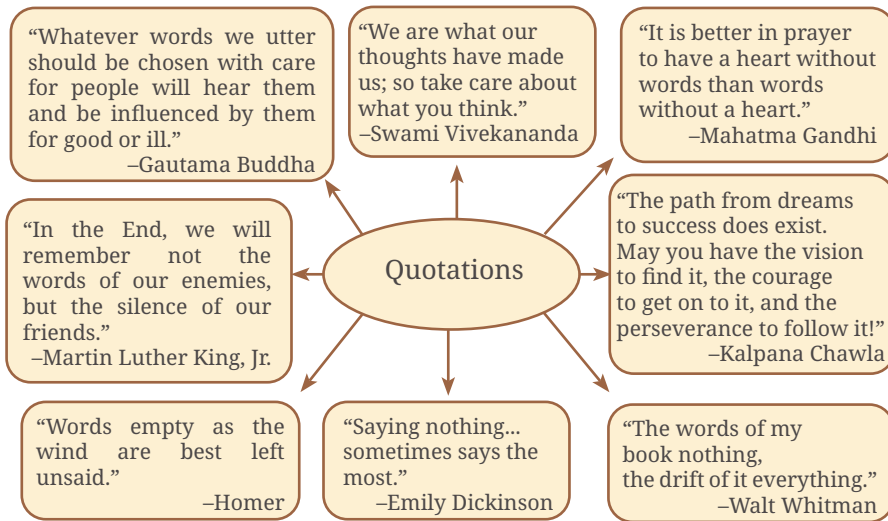 “Whatever words we utter
should be chosen with care
for people will hear them
and be influenced by them
for good or ill.”
–Gautama Buddha
“We are what our
thoughts have made
us; so take care about
what you think.”
–Swami Vivekananda
“It is better in prayer
to have a heart without
words than words
without a heart.”
–Mahatma Gandhi
“In the End, we will
remember not the
words of our enemies,
but the silence of our
friends.”
–Martin Luther King, Jr.
Quotations
“The path from dreams
to success does exist.
May you have the vision
to find it, the courage
to get on to it, and the
perseverance to follow it!”
–Kalpana Chawla
“Words empty as the
wind are best left
unsaid.”
–Homer
“Saying nothing...
sometimes says the
most.”
–Emily Dickinson
“The words of my
book nothing,
the drift of it everything.”
–Walt Whitman